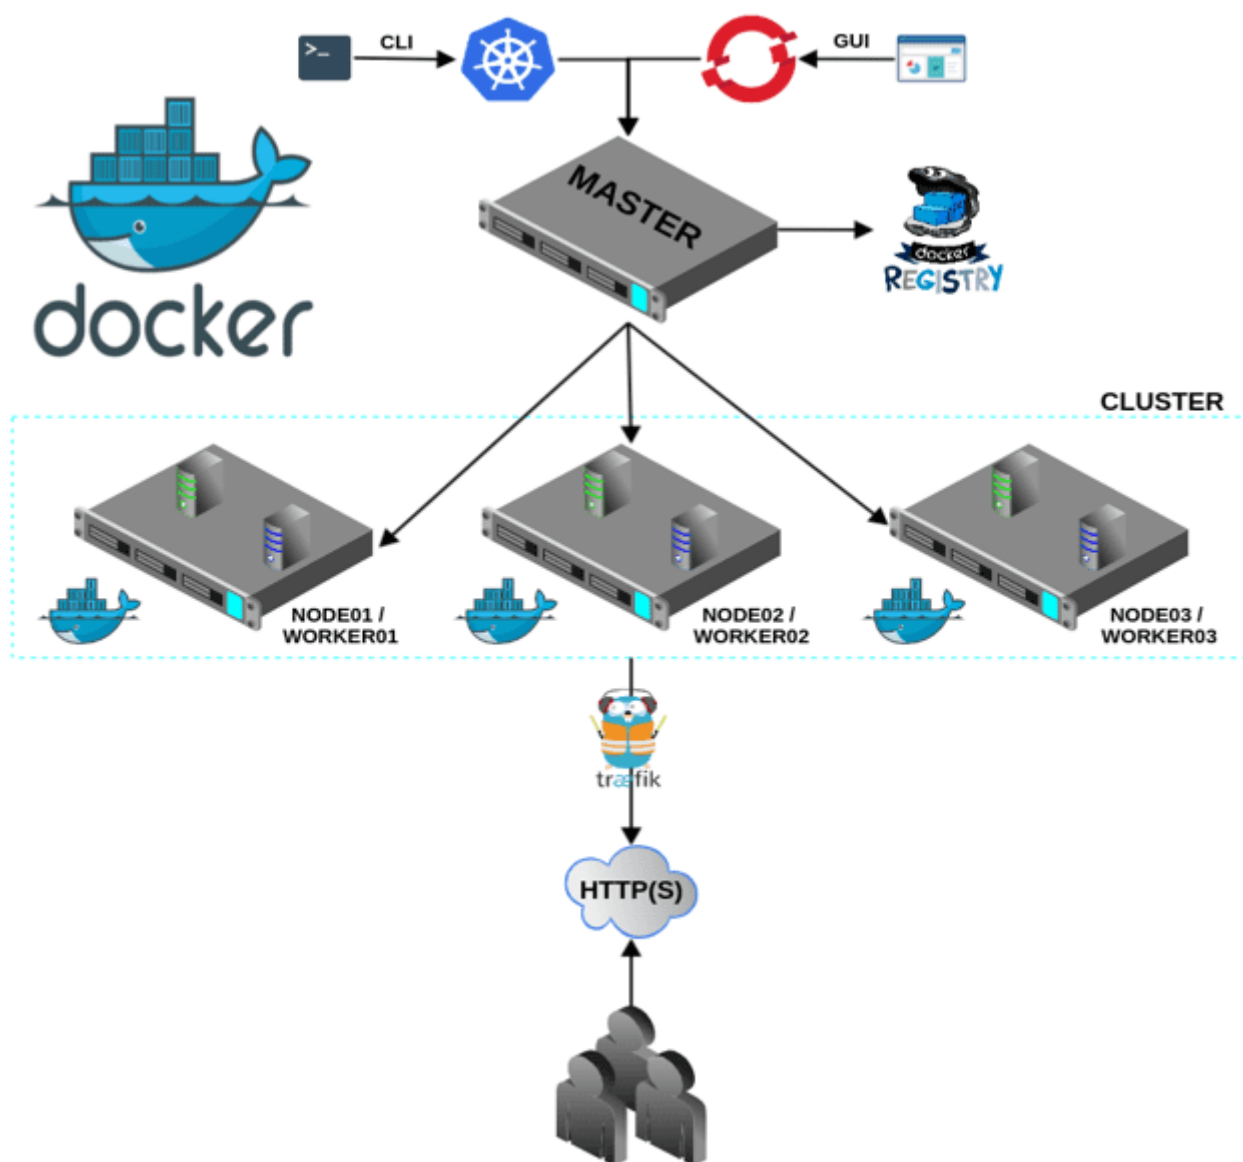 >_
CLI
GUI
MASTER
docker
docker
REGISTRY
CLUSTER
NODE01 /
WORKER01
NODE02 /
WORKER02
NODE03 /
WORKER03
træfik
HTTP(S)